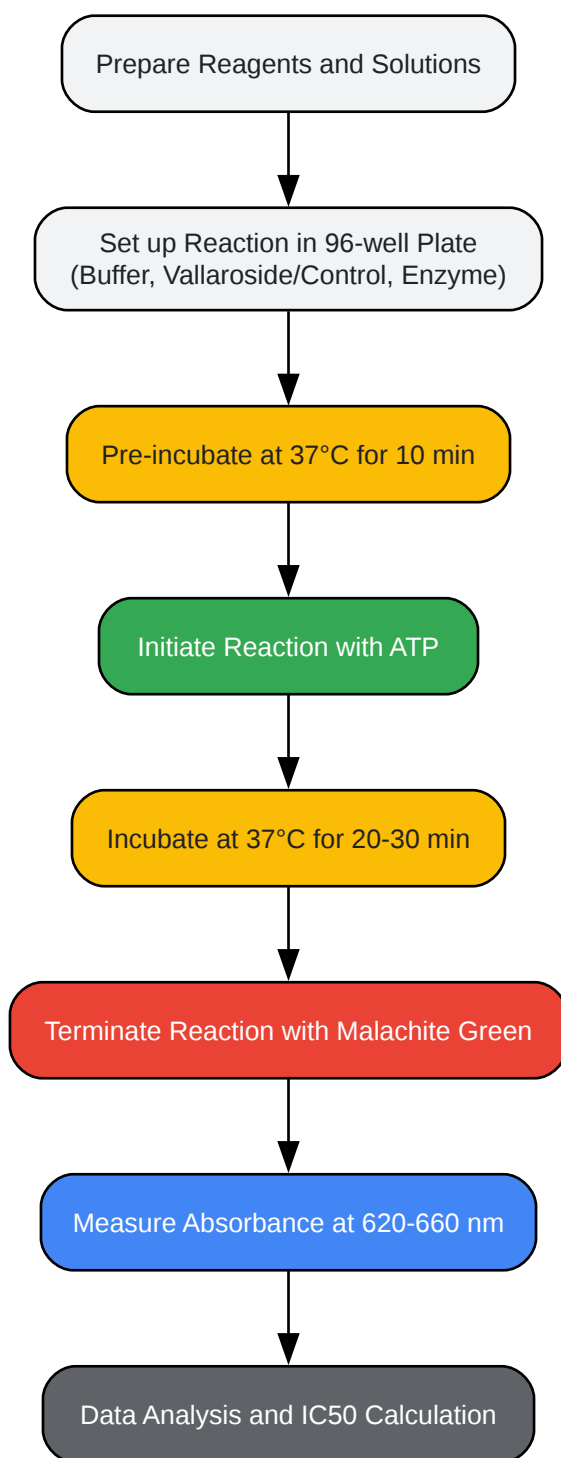 Prepare Reagents and Solutions
Set up Reaction in 96-well Plate
(Buffer, Vallaroside/Control, Enzyme)
Pre-incubate at 37°C for 10 min
Initiate Reaction with ATP
Incubate at 37°C for 20-30 min
Terminate Reaction with Malachite Green
Measure Absorbance at 620-660 nm
Data Analysis and IC50 Calculation